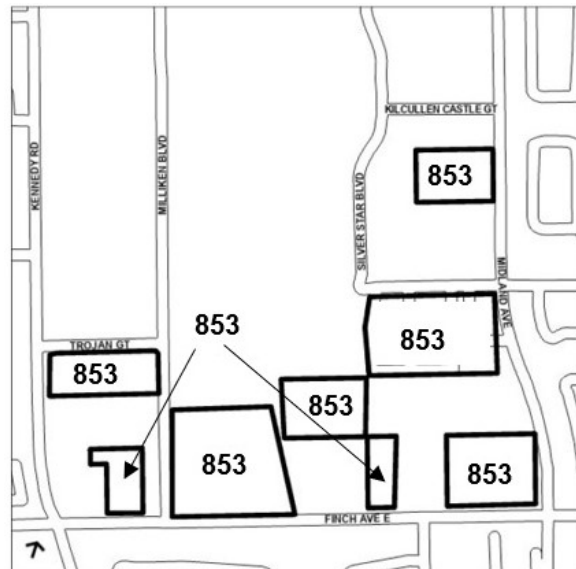 KILCULLEN CASTLE GT
KENNEDY RD
MILLIKEN BLVD
853
SILVER STAR BLVD
MIDLAND AVE
853
853
TROJAN GT
853
853
853
853
FINCH AVE E